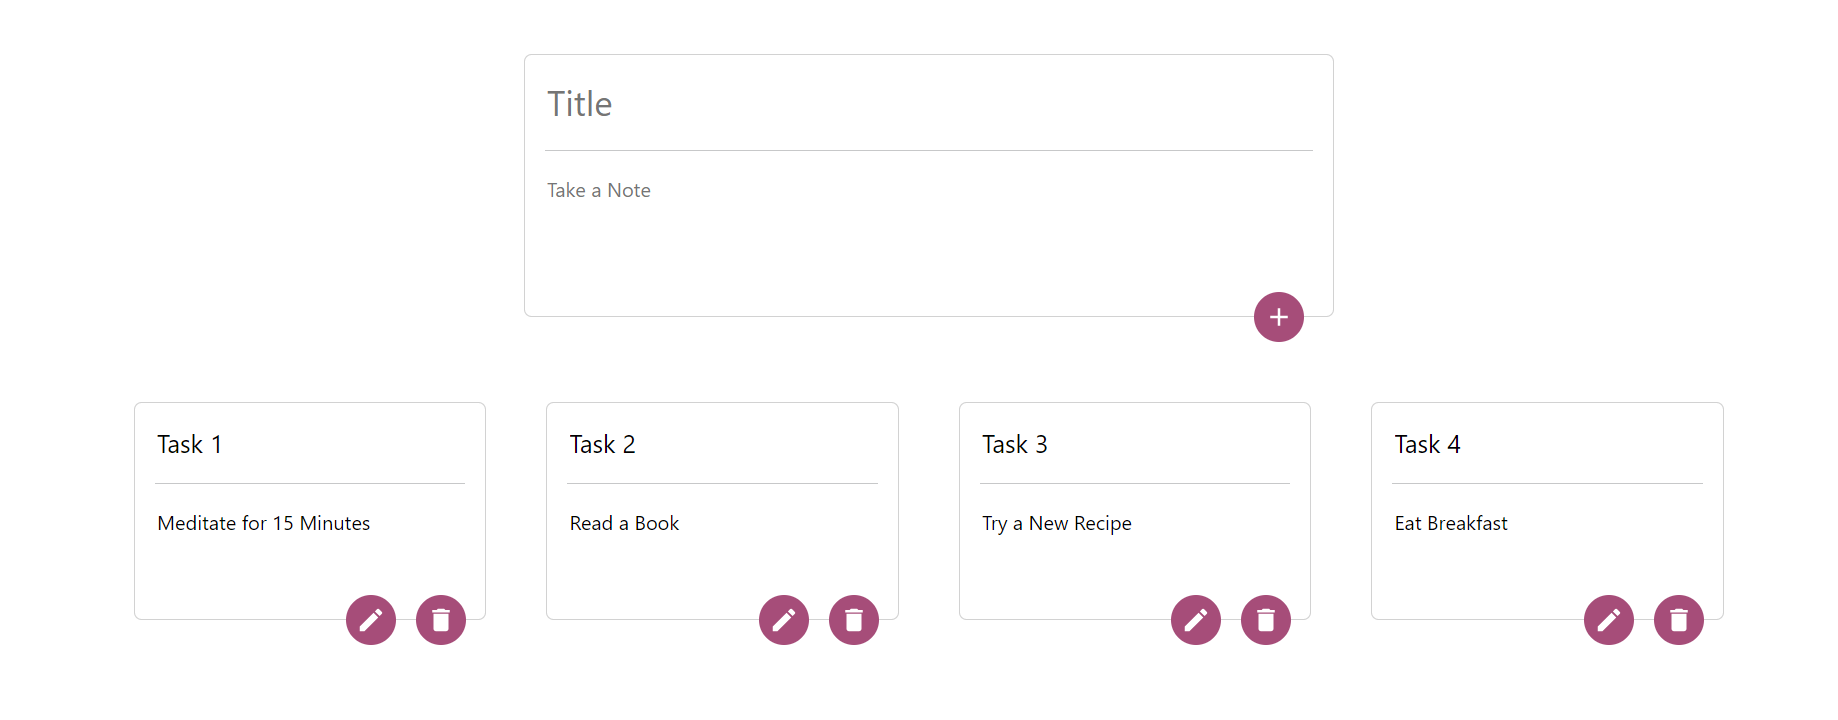 Title
Take a Note
Task 1
Meditate for 15 Minutes
Task 2
Read a Book
Task 3
Try a New Recipe
Task 4
Eat Breakfast